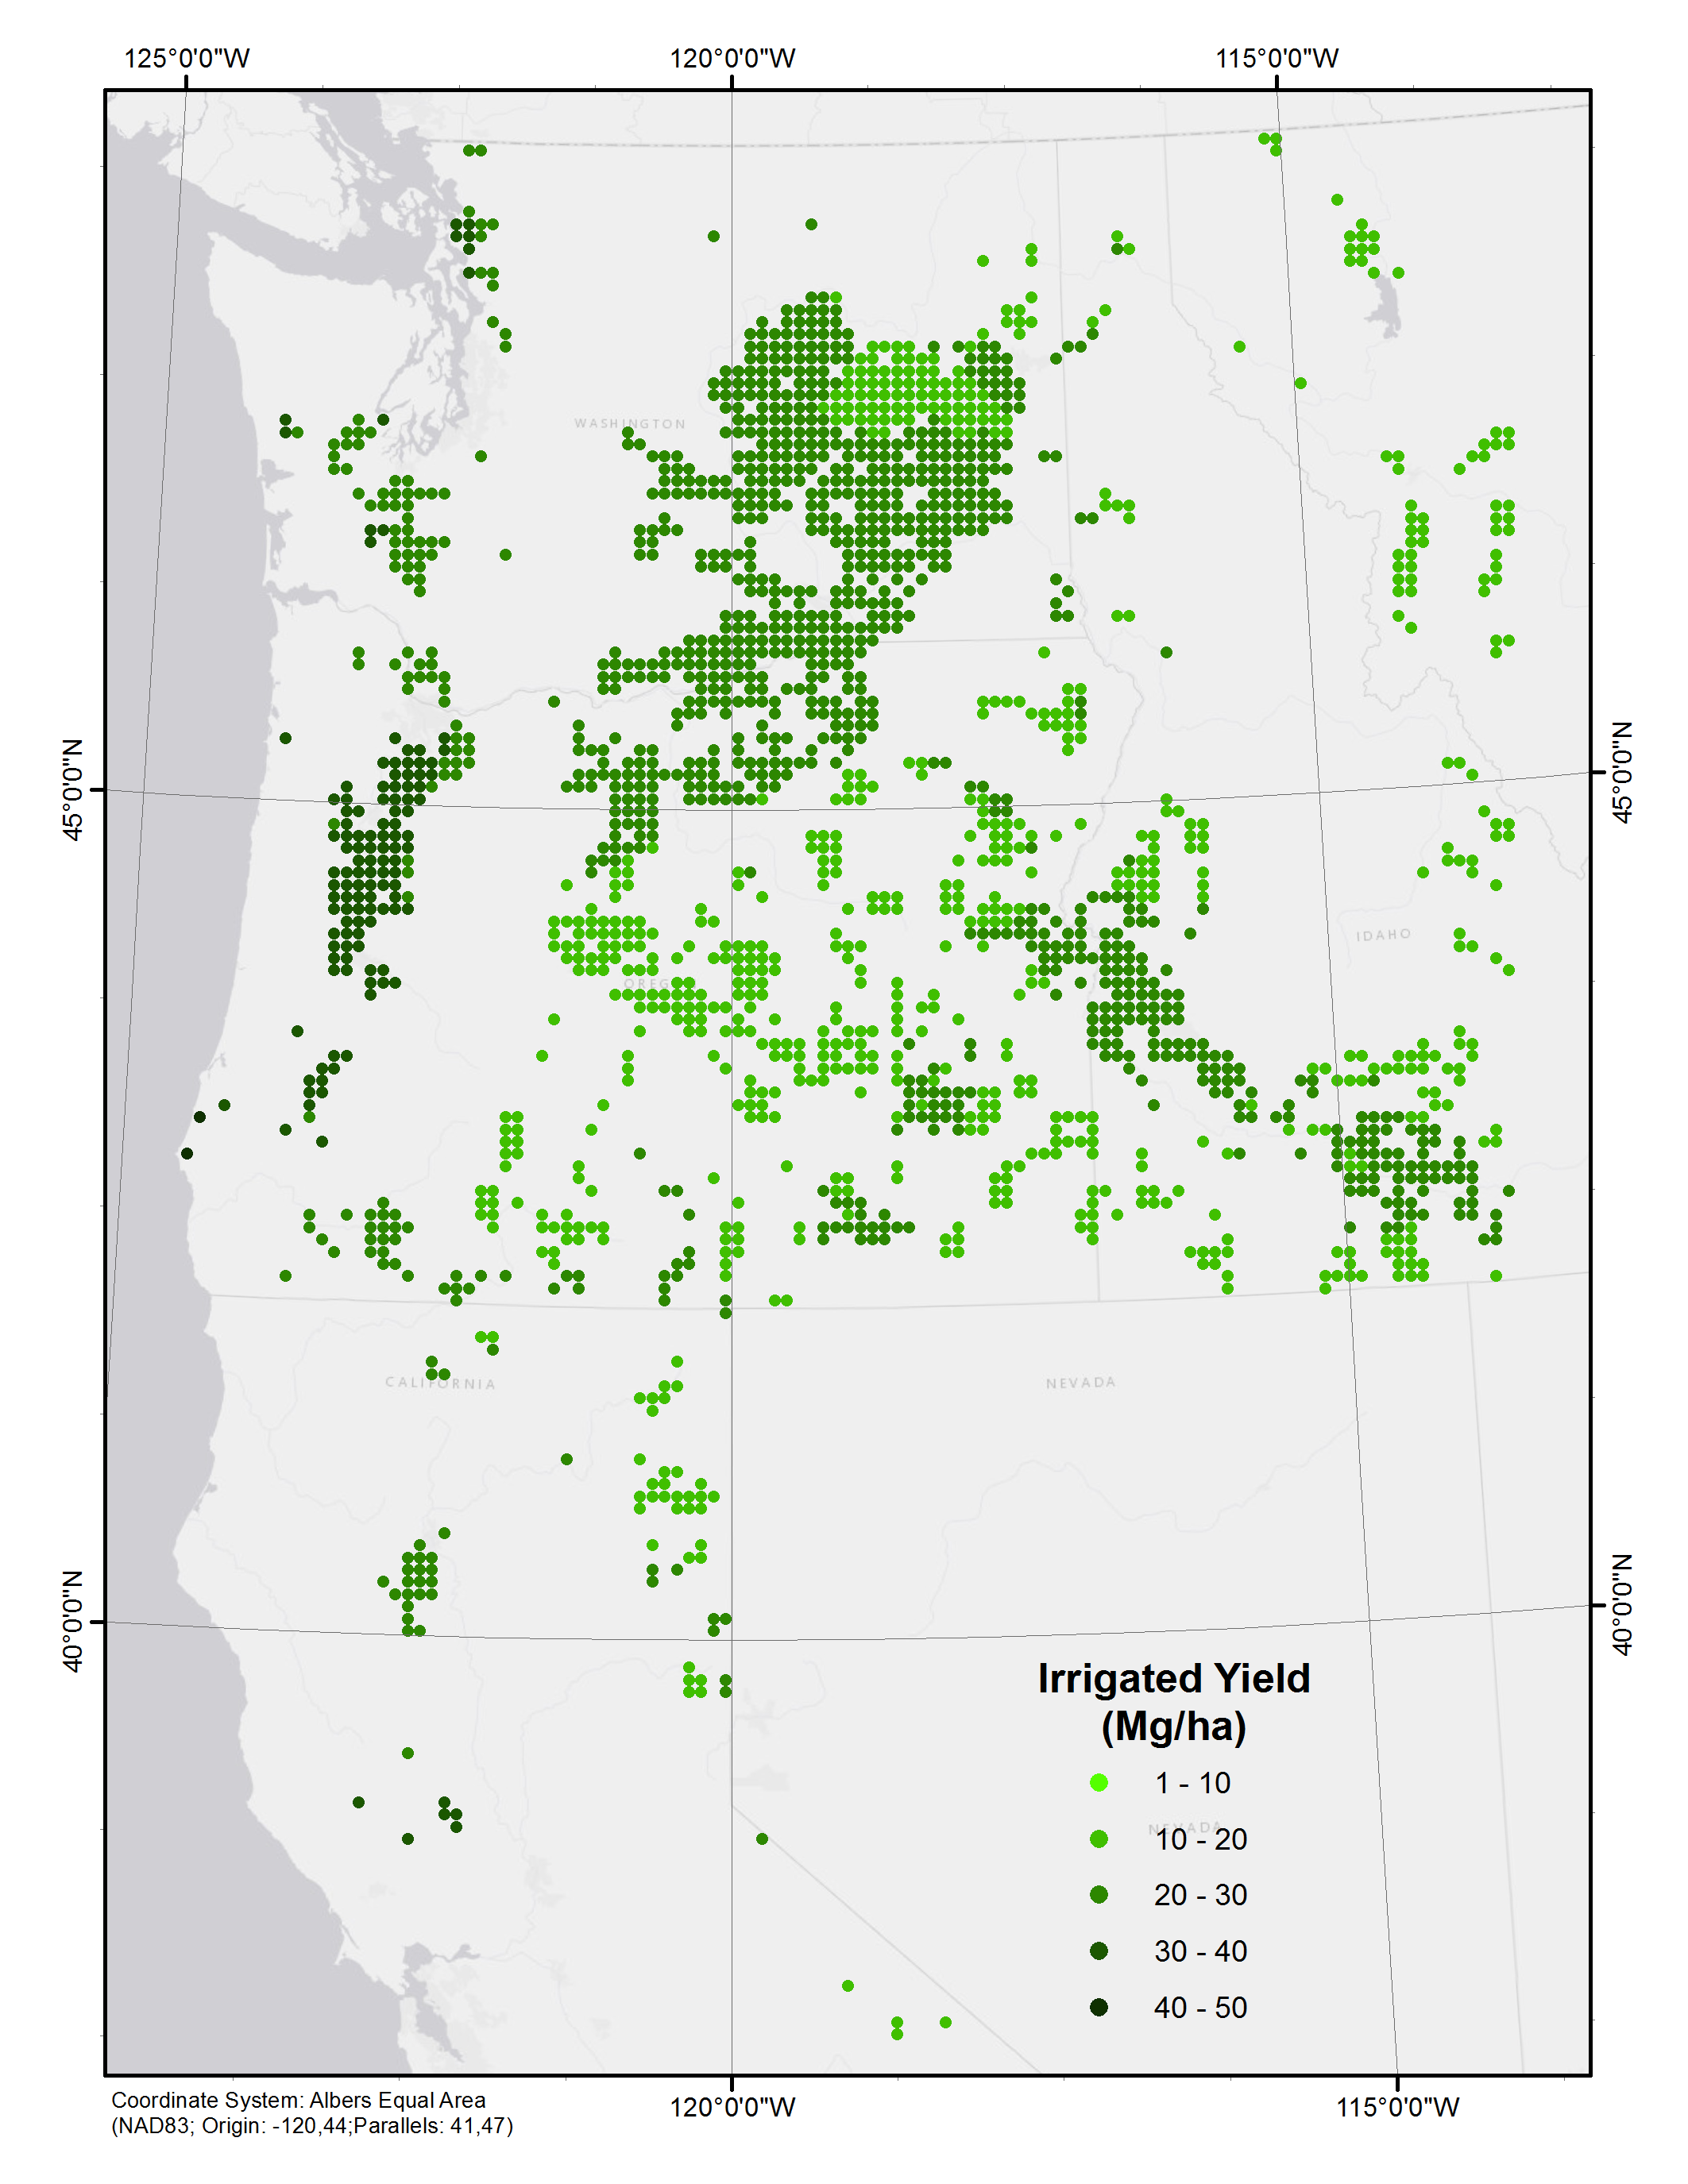 125°0'0"W 120°0'0"W 115°0'0"W
WASHINGTON
45°0'0"N 45°0'0"N
IDAHO
OREG
CALIFORNIA NEVADA
40°0'0"N 40°0'0"N
Irrigated Yield
(Mg/ha)
1 - 10
NEVADA
10 - 20
20 - 30
30 - 40
40 - 50
Coordinate System: Albers Equal Area
(NAD83; Origin: -120,44;Parallels: 41,47)
120°0'0"W 115°0'0"W